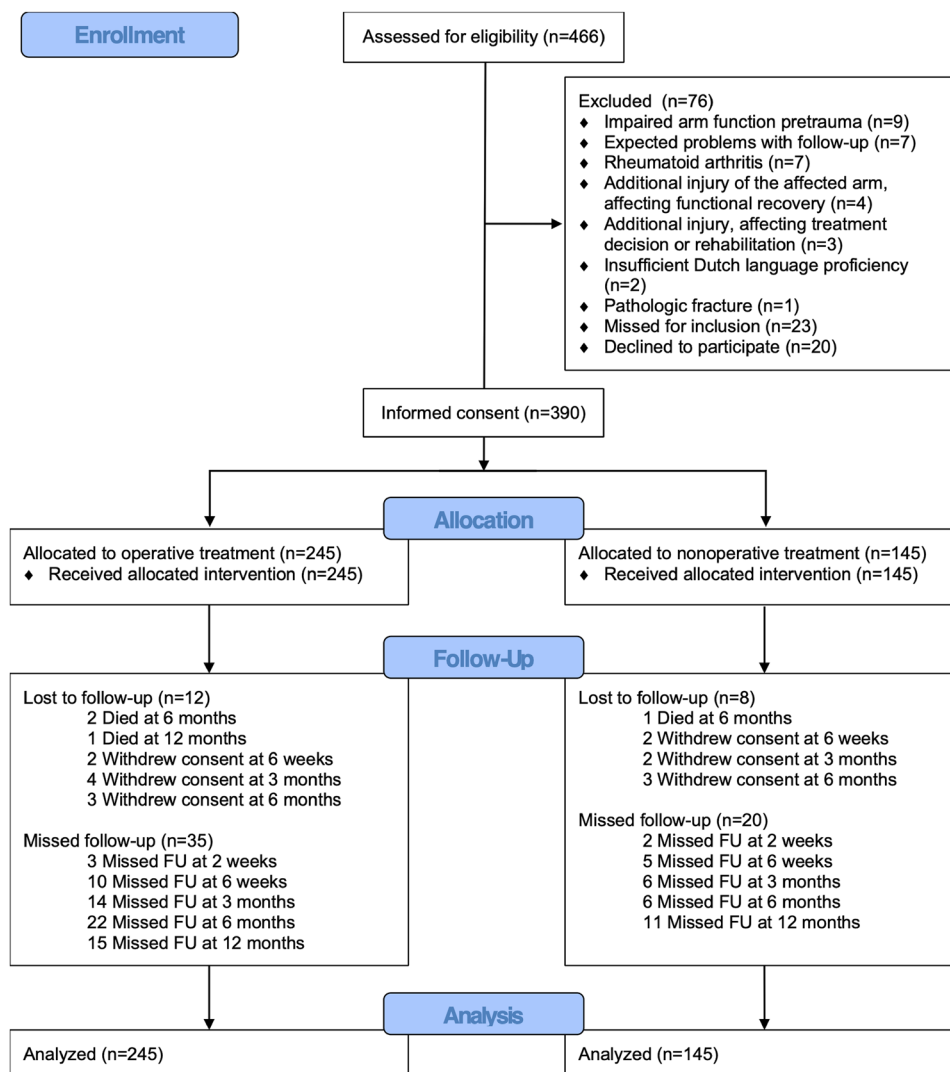 Enrollment
Assessed for eligibility (n=466)
Excluded (n=76)
♦ Impaired arm function pretrauma (n=9)
♦ Expected problems with follow-up (n=7)
♦ Rheumatoid arthritis (n=7)
♦ Additional injury of the affected arm,
affecting functional recovery (n=4)
♦ Additional injury, affecting treatment
decision or rehabilitation (n=3)
♦ Insufficient Dutch language proficiency
(n=2)
♦ Pathologic fracture (n=1)
♦ Missed for inclusion (n=23)
♦ Declined to participate (n=20)
Informed consent (n=390)
Allocation
Allocated to operative treatment (n=245)
♦ Received allocated intervention (n=245)
Allocated to nonoperative treatment (n=145)
♦ Received allocated intervention (n=145)
Follow-Up
Lost to follow-up (n=12)
2 Died at 6 months
1 Died at 12 months
2 Withdrew consent at 6 weeks
4 Withdrew consent at 3 months
3 Withdrew consent at 6 months
Missed follow-up (n=35)
3 Missed FU at 2 weeks
10 Missed FU at 6 weeks
14 Missed FU at 3 months
22 Missed FU at 6 months
15 Missed FU at 12 months
Lost to follow-up (n=8)
1 Died at 6 months
2 Withdrew consent at 6 weeks
2 Withdrew consent at 3 months
3 Withdrew consent at 6 months
Missed follow-up (n=20)
2 Missed FU at 2 weeks
5 Missed FU at 6 weeks
6 Missed FU at 3 months
6 Missed FU at 6 months
11 Missed FU at 12 months
Analysis
Analyzed (n=245)
Analyzed (n=145)